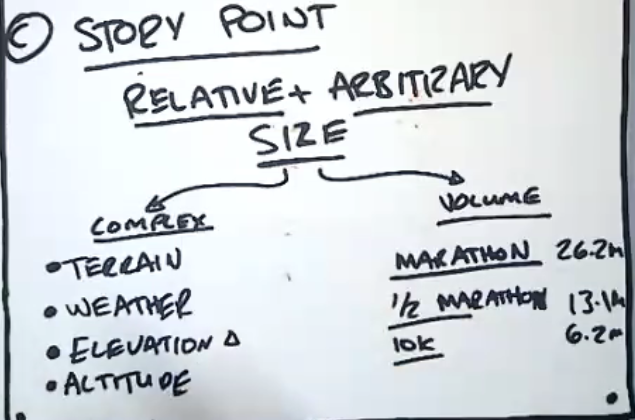 © STORY POINT
RELATIVE + ARBITRARY
SIZE
COMPLEX
• TERRAIN
• WEATHER
• ELEVATION Δ
• ALTITUDE
VOLUME
MARATHON 26.2m
1/2 MARATHON 13.1m
10K 6.2m